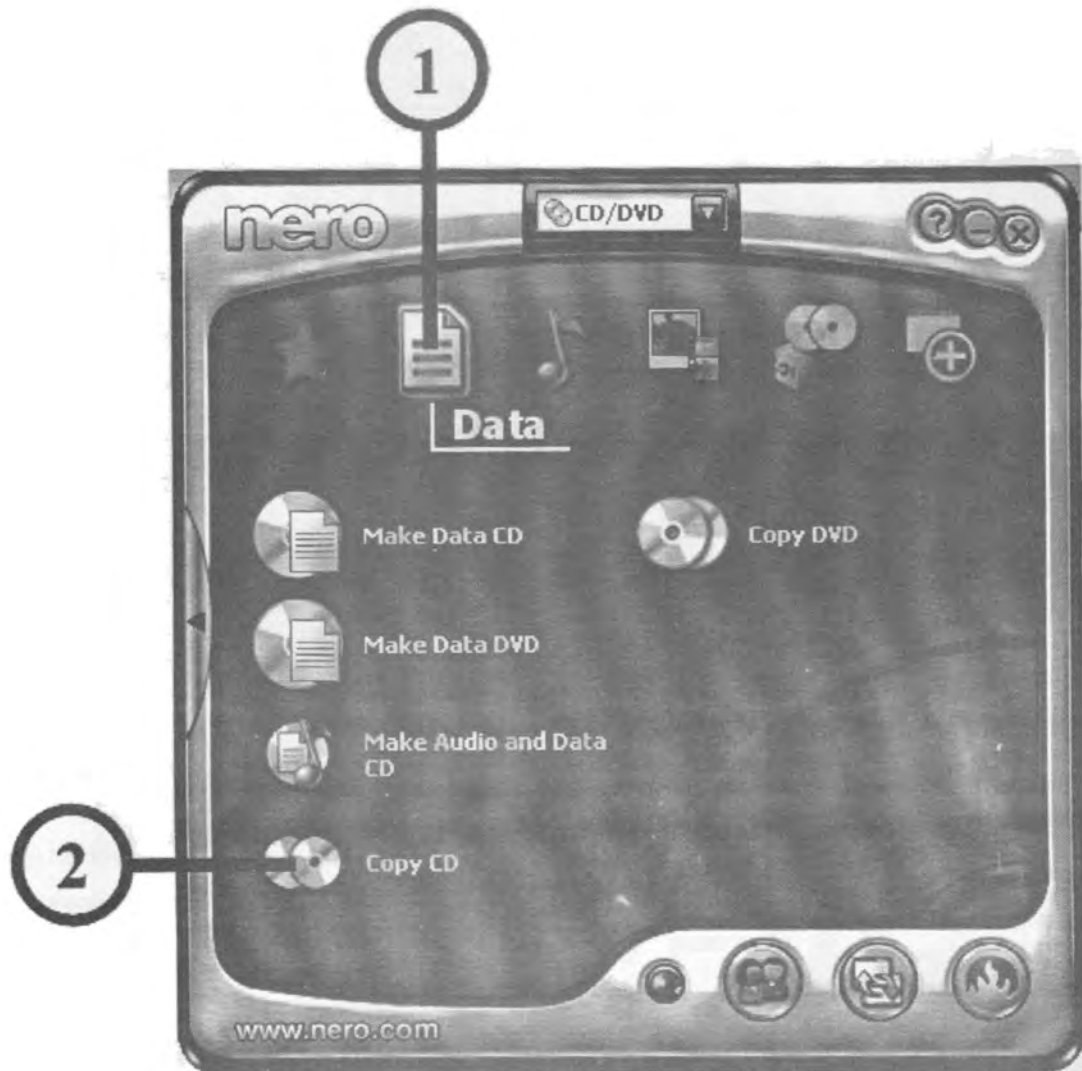 1
nero
CD/DVD
?
Data
Make Data CD
Copy DVD
Make Data DVD
Make Audio and Data
CD
2
Copy CD
www.nero.com